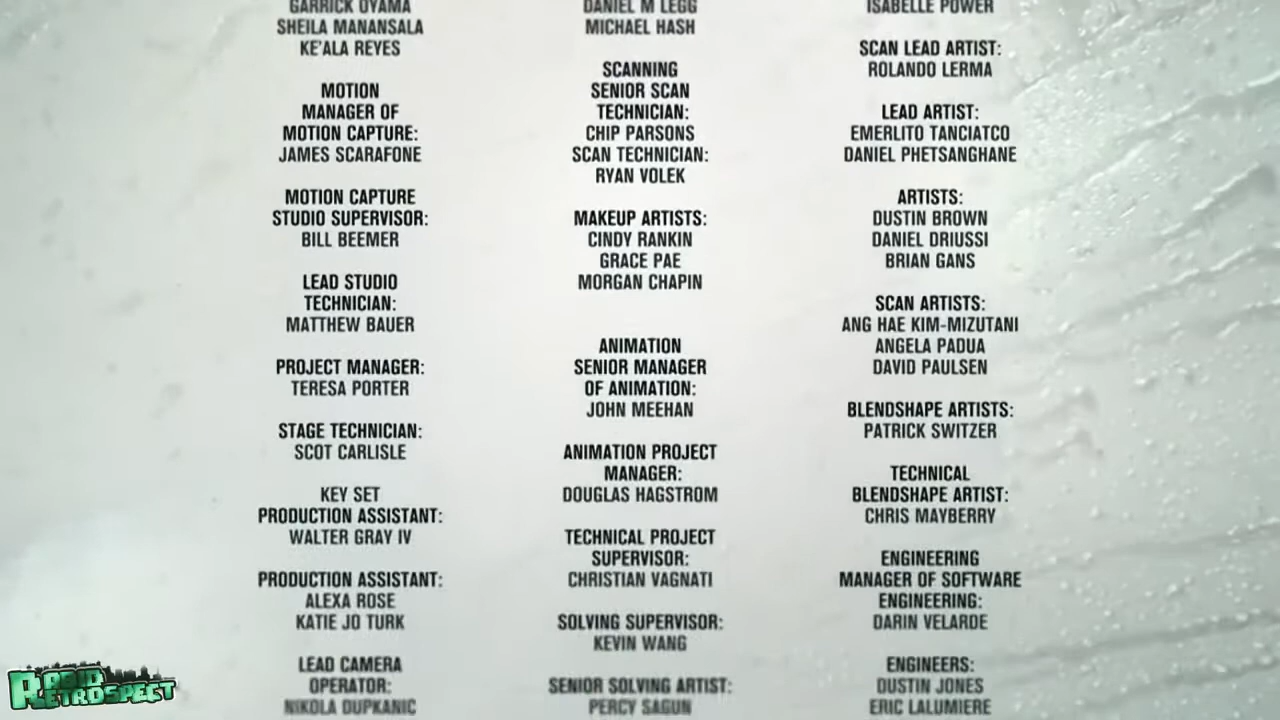 GARRICK OYAMA
SHEILA MANANSALA
KE'ALA REYES
MOTION
MANAGER OF
MOTION CAPTURE:
JAMES SCARAFONE
MOTION CAPTURE
STUDIO SUPERVISOR:
BILL BEEMER
LEAD STUDIO
TECHNICIAN:
MATTHEW BAUER
PROJECT MANAGER:
TERESA PORTER
STAGE TECHNICIAN:
SCOT CARLISLE
KEY SET
PRODUCTION ASSISTANT:
WALTER GRAY IV
PRODUCTION ASSISTANT:
ALEXA ROSE
KATIE JO TURK
LEAD CAMERA
OPERATOR:
NIKOLA DUPKANIC
DANIEL M LEGG
MICHAEL HASH
SCANNING
SENIOR SCAN
TECHNICIAN:
CHIP PARSONS
SCAN TECHNICIAN:
RYAN VOLEK
MAKEUP ARTISTS:
CINDY RANKIN
GRACE PAE
MORGAN CHAPIN
ANIMATION
SENIOR MANAGER
OF ANIMATION:
JOHN MEEHAN
ANIMATION PROJECT
MANAGER:
DOUGLAS HAGSTROM
TECHNICAL PROJECT
SUPERVISOR:
CHRISTIAN VAGNATI
SOLVING SUPERVISOR:
KEVIN WANG
SENIOR SOLVING ARTIST:
PERCY SAGUN
ISABELLE POWER
SCAN LEAD ARTIST:
ROLANDO LERMA
LEAD ARTIST:
EMERLITO TANCIATCO
DANIEL PHETSANGHANE
ARTISTS:
DUSTIN BROWN
DANIEL DRIUSSI
BRIAN GANS
SCAN ARTISTS:
ANG HAE KIM-MIZUTANI
ANGELA PADUA
DAVID PAULSEN
BLENDSHAPE ARTISTS:
PATRICK SWITZER
TECHNICAL
BLENDSHAPE ARTIST:
CHRIS MAYBERRY
ENGINEERING
MANAGER OF SOFTWARE
ENGINEERING:
DARIN VELARDE
ENGINEERS:
DUSTIN JONES
ERIC LALUMIERE
RABID
RETROSPECT